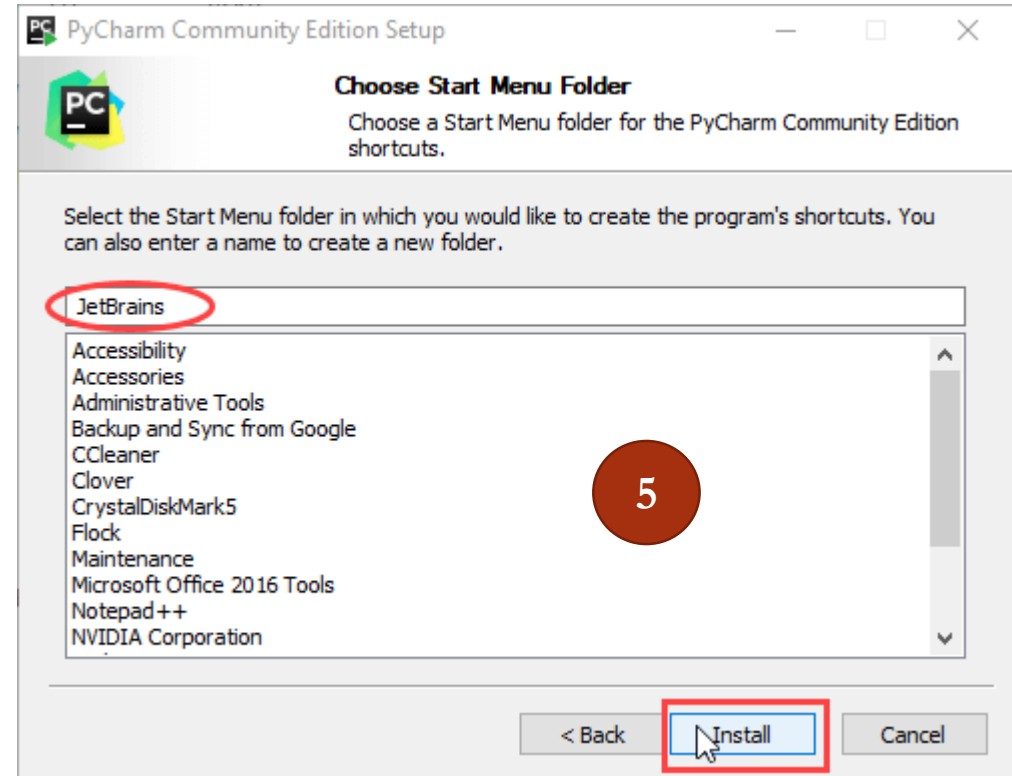 PyCharm Community Edition Setup
PC
Choose Start Menu Folder
Choose a Start Menu folder for the PyCharm Community Edition
shortcuts.
Select the Start Menu folder in which you would like to create the program's shortcuts. You
can also enter a name to create a new folder.
JetBrains
Accessibility
Accessories
Administrative Tools
Backup and Sync from Google
CCleaner
Clover
CrystalDiskMark5
Flock
Maintenance
Microsoft Office 2016 Tools
Notepad++
NVIDIA Corporation
5
< Back
Install
Cancel